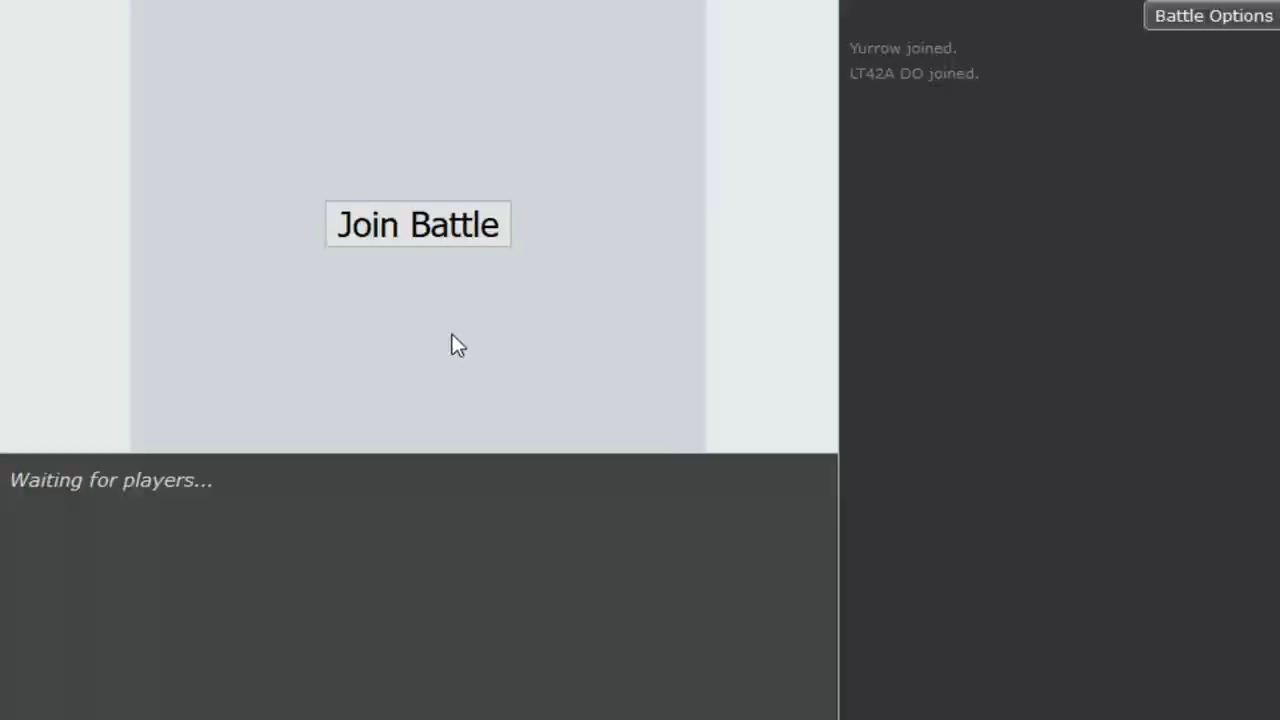 Battle Options
Yurrow joined.
LT42A DO joined.
Join Battle
Waiting for players...